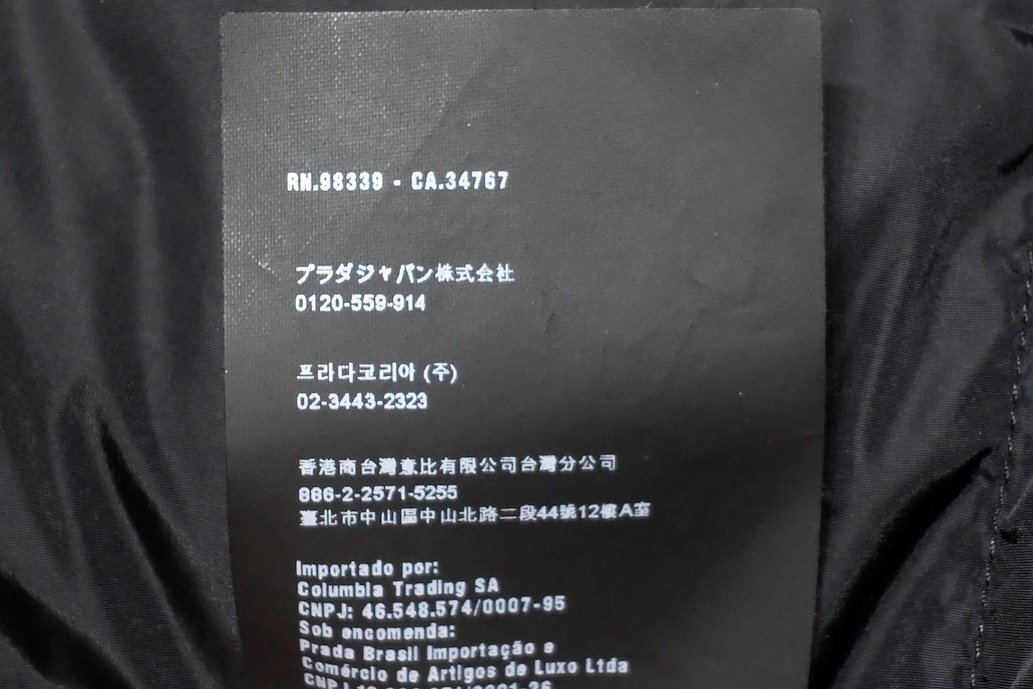 RN.98339 - CA.34767
プラダジャパン株式会社
0120-559-914
프라다코리아 (주)
02-3443-2323
香港商台灣意比有限公司台灣分公司
886-2-2571-5255
臺北市中山區中山北路二段44號12樓A室
Importado por:
Columbia Trading SA
CNPJ: 46.548.574/0007-95
Sob encomenda:
Prada Brasil Importação e
Comércio de Artigos de Luxo Ltda
CNPJ